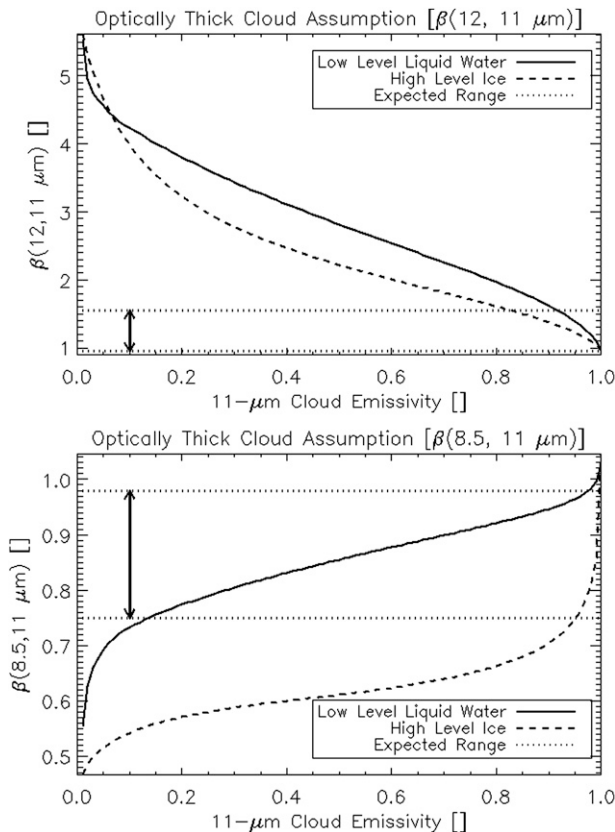 Optically Thick Cloud Assumption [β(12, 11 μm)]
Low Level Liquid Water
High Level Ice
Expected Range
β(12,11 μm) []
5
4
3
2
1
0.0 0.2 0.4 0.6 0.8 1.0
11-μm Cloud Emissivity []
Optically Thick Cloud Assumption [β(8.5, 11 μm)]
β(8.5,11 μm) []
1.0
0.9
0.8
0.7
0.6
0.5
Low Level Liquid Water
High Level Ice
Expected Range
0.0 0.2 0.4 0.6 0.8 1.0
11-μm Cloud Emissivity []